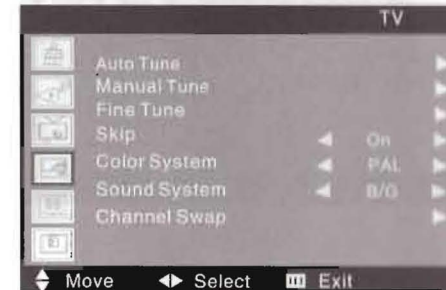 TV
Auto Tune
Manual Tune
Fine Tune
Skip On
Color System PAL
Sound System B/G
Channel Swap
Move Select Exit